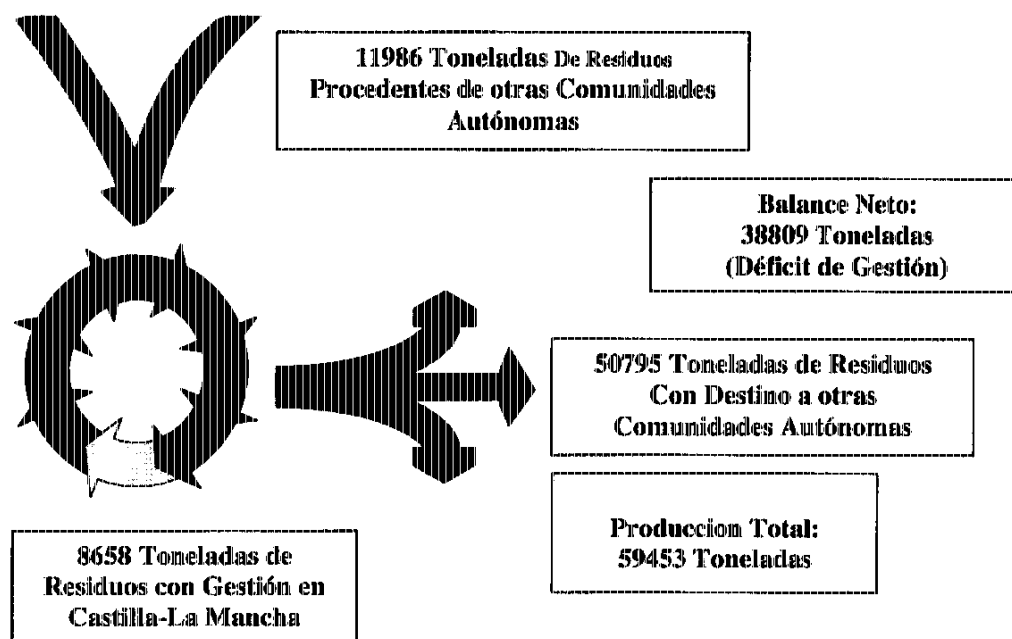 11986 Toneladas De Residuos
Procedentes de otras Comunidades
Autónomas
Balance Neto:
38809 Toneladas
(Déficit de Gestión)
50795 Toneladas de Residuos
Con Destino a otras
Comunidades Autónomas
Produccion Total:
59453 Toneladas
8658 Toneladas de
Residuos con Gestión en
Castilla-La Mancha